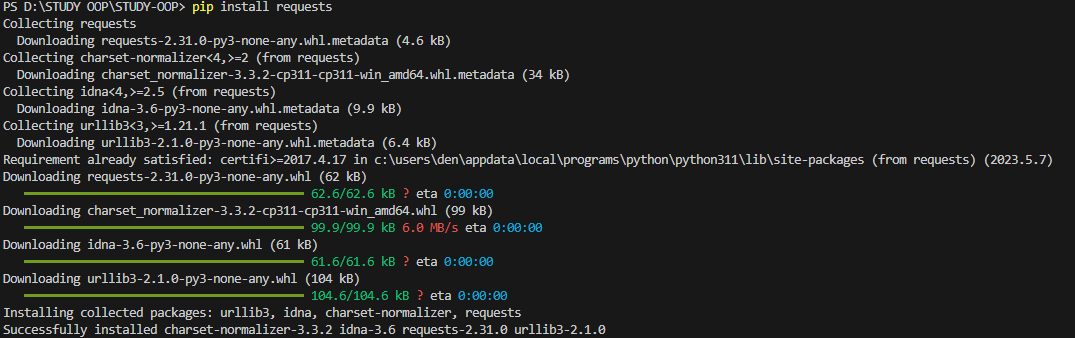 PS D:\STUDY OOP\STUDY-OOP> pip install requests
Collecting requests
  Downloading requests-2.31.0-py3-none-any.whl.metadata (4.6 kB)
Collecting charset-normalizer<4,>=2 (from requests)
  Downloading charset_normalizer-3.3.2-cp311-cp311-win_amd64.whl.metadata (34 kB)
Collecting idna<4,>=2.5 (from requests)
  Downloading idna-3.6-py3-none-any.whl.metadata (9.9 kB)
Collecting urllib3<3,>=1.21.1 (from requests)
  Downloading urllib3-2.1.0-py3-none-any.whl.metadata (6.4 kB)
Requirement already satisfied: certifi>=2017.4.17 in c:\users\den\appdata\local\programs\python\python311\lib\site-packages (from requests) (2023.5.7)
Downloading requests-2.31.0-py3-none-any.whl (62 kB)
62.6/62.6 kB ? eta 0:00:00
Downloading charset_normalizer-3.3.2-cp311-cp311-win_amd64.whl (99 kB)
99.9/99.9 kB 6.0 MB/s eta 0:00:00
Downloading idna-3.6-py3-none-any.whl (61 kB)
61.6/61.6 kB ? eta 0:00:00
Downloading urllib3-2.1.0-py3-none-any.whl (104 kB)
104.6/104.6 kB ? eta 0:00:00
Installing collected packages: urllib3, idna, charset-normalizer, requests
Successfully installed charset-normalizer-3.3.2 idna-3.6 requests-2.31.0 urllib3-2.1.0